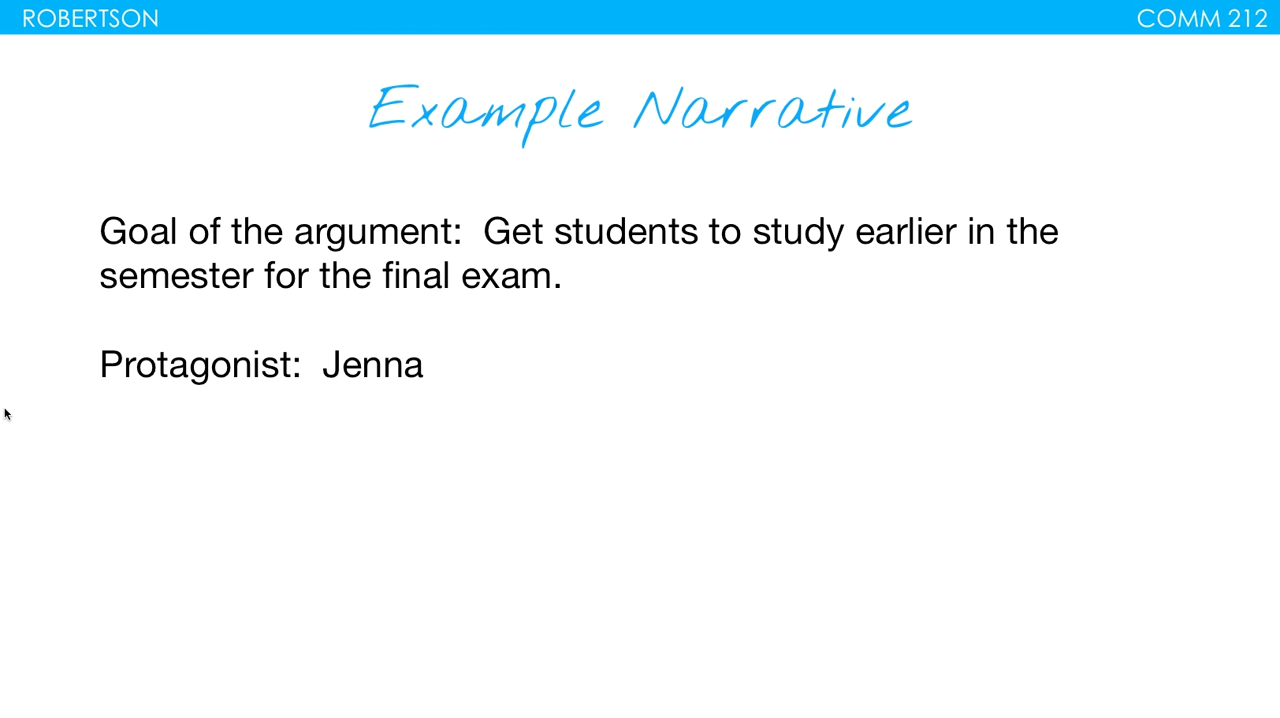 ROBERTSON
COMM 212
Example Narrative
Goal of the argument:  Get students to study earlier in the
semester for the final exam.
Protagonist:  Jenna